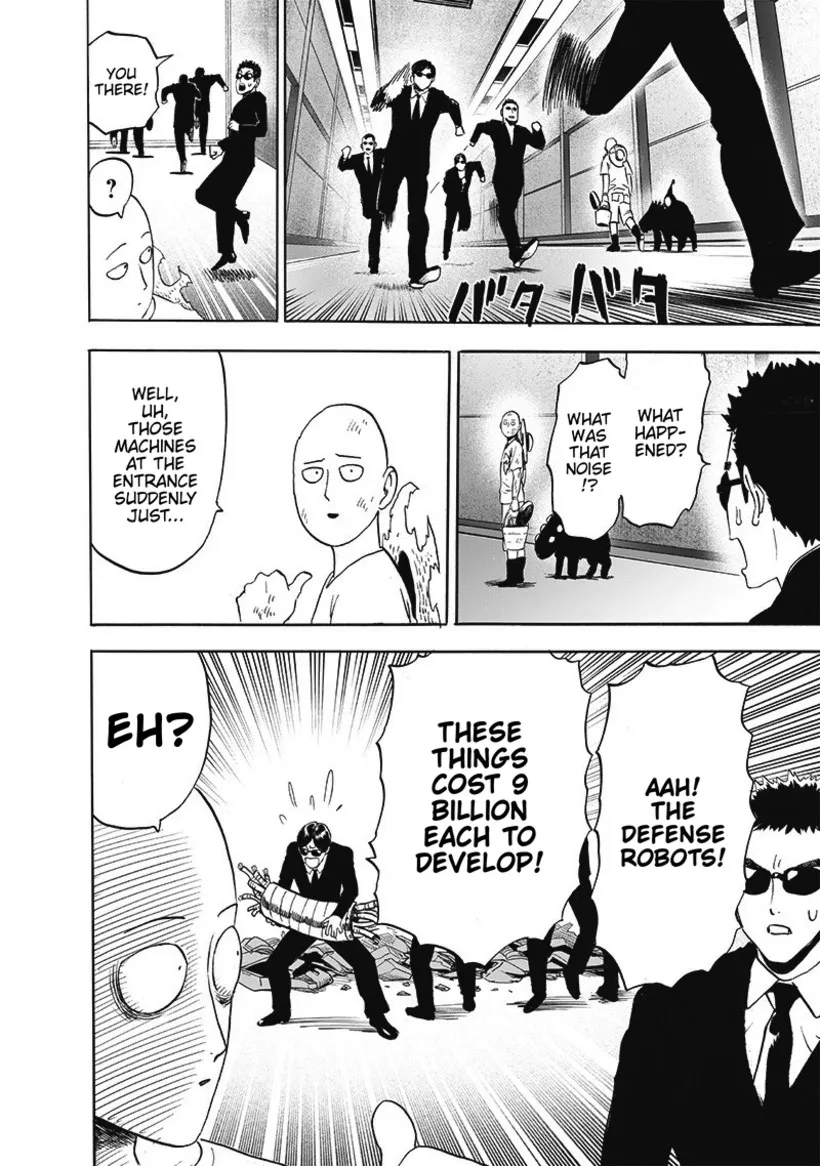 バタ バタ
YOU
THERE!
?
WHAT
HAPP-
ENED?
WHAT
WAS
THAT
NOISE
!?
WELL,
UH,
THOSE
MACHINES
AT THE
ENTRANCE
SUDDENLY
JUST...
AAH!
THE
DEFENSE
ROBOTS!
THESE
THINGS
COST 9
BILLION
EACH TO
DEVELOP!
EH?